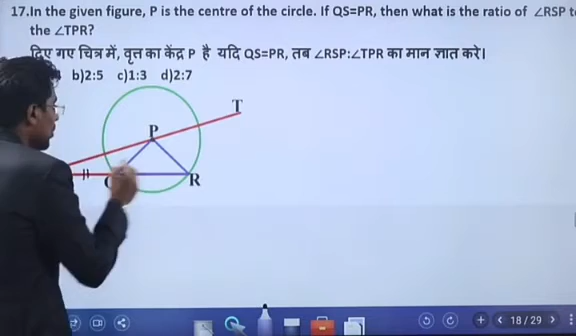 17.In the given figure, P is the centre of the circle. If QS=PR, then what is the ratio of ∠RSP
the ∠TPR?
दिए गए चित्र में, वृत्त का केंद्र P है यदि QS=PR, तब ∠RSP:∠TPR का मान ज्ञात करे।
b)2:5 c)1:3 d)2:7
T
P
R
18 / 29